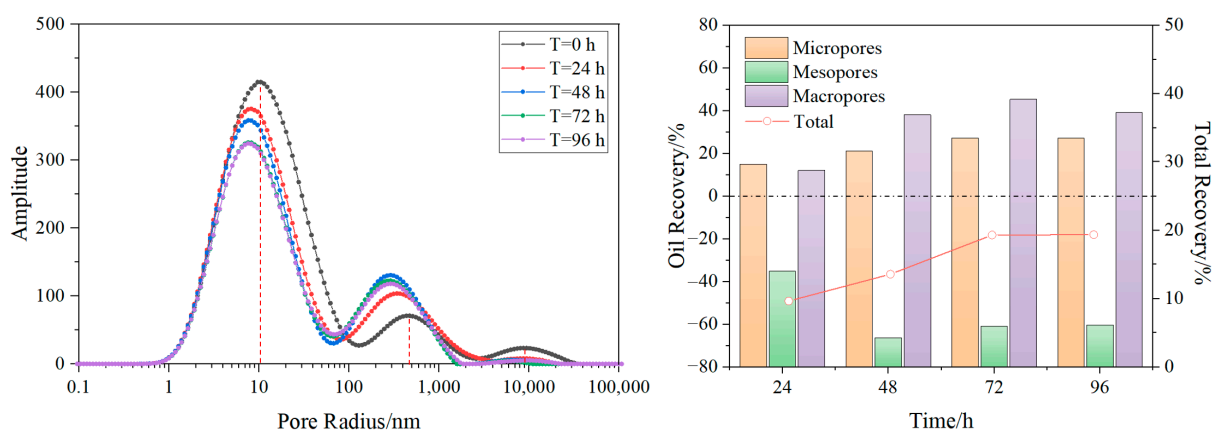 500
400
300
200
100
0
Amplitude
0.1
1
10
100
1,000
10,000
100,000
Pore Radius/nm
T=0 h
T=24 h
T=48 h
T=72 h
T=96 h
80
60
40
20
0
−20
−40
−60
−80
Oil Recovery/%
Micropores
Mesopores
Macropores
Total
50
40
30
20
10
0
Total Recovery/%
24
48
72
96
Time/h